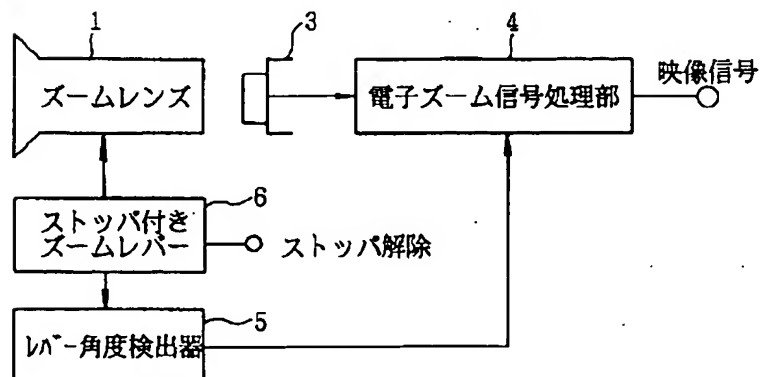 1
3
4
ズームレンズ
電子ズーム信号処理部
映像信号
6
ストッパ付き
ズームレバー
ストッパ解除
5
ﾚﾊﾞｰ角度検出器